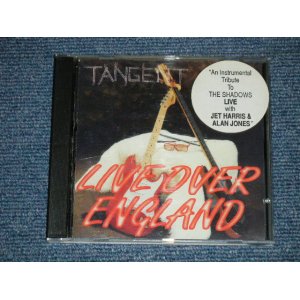 TANGENT
"An Instrumental
Tribute
To
THE SHADOWS
LIVE
with
JET HARRIS &
ALAN JONES"
LIVE OVER
ENGLAND